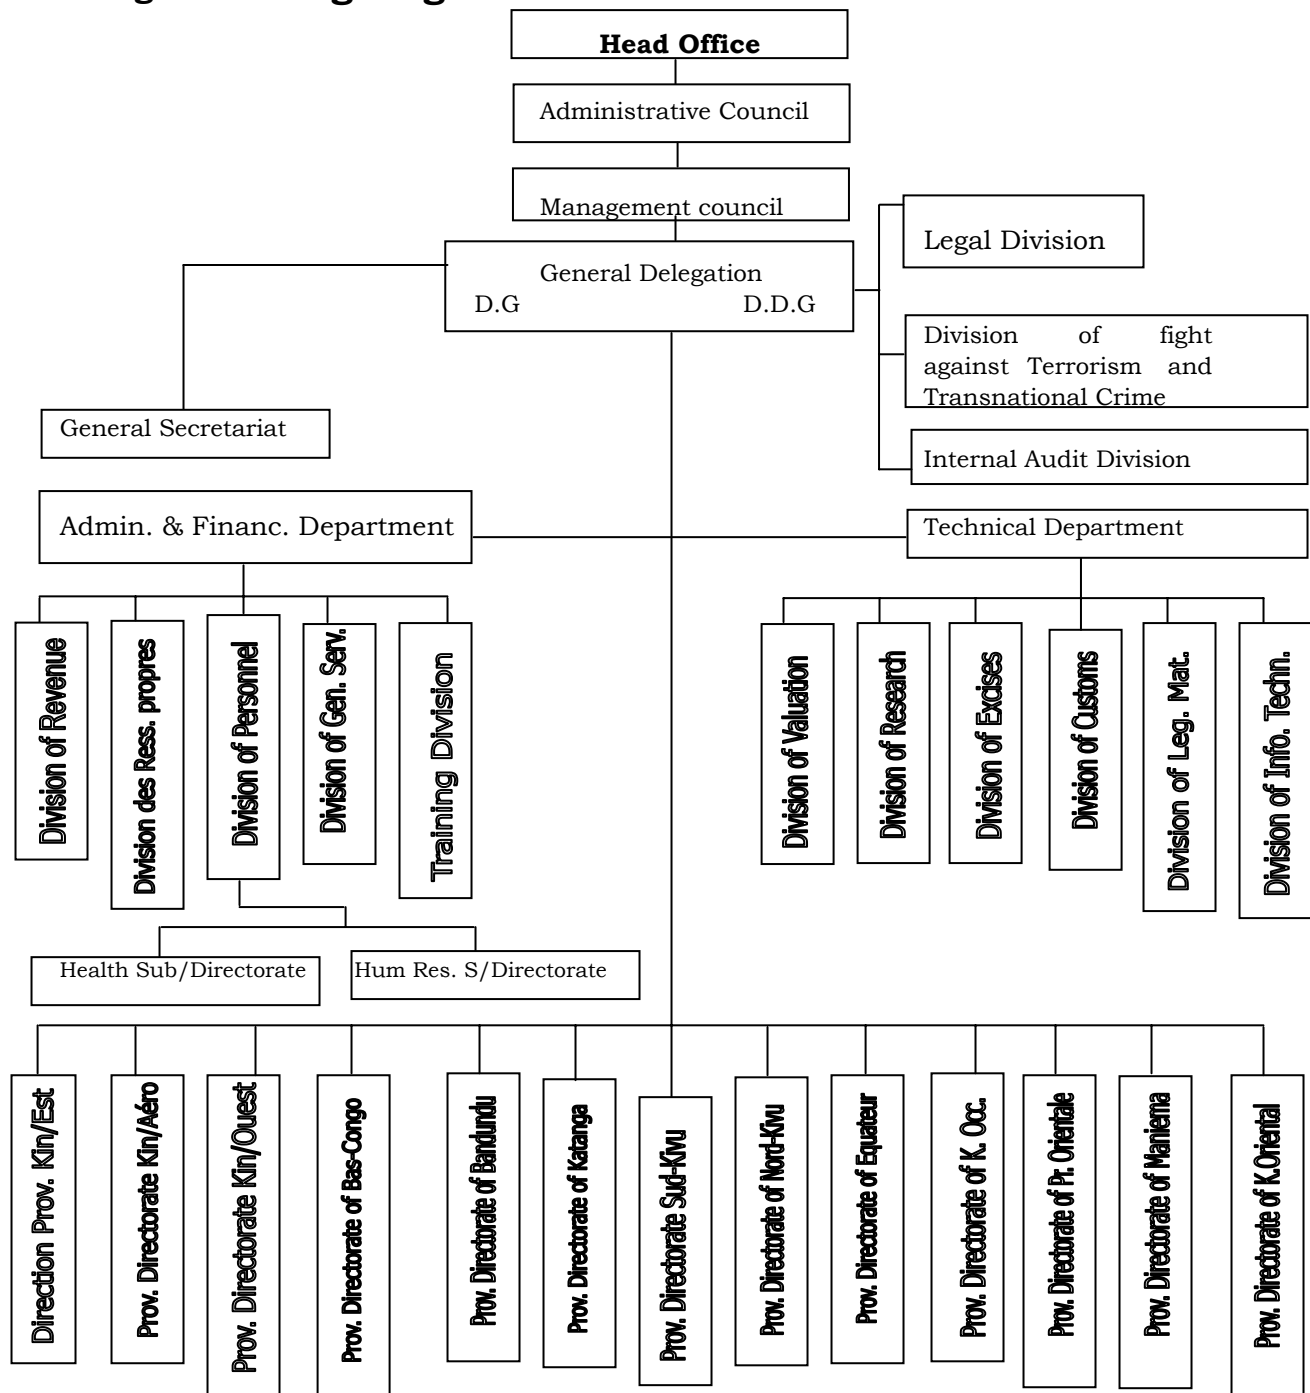 Head Office
Administrative Council
Management council
General Delegation
D.G D.D.G
Legal Division
Division of fight
against Terrorism and
Transnational Crime
Internal Audit Division
General Secretariat
Admin. & Financ. Department
Technical Department
Division of Revenue
Division des Ress. propres
Division of Personnel
Division of Gen. Serv.
Training Division
Division of Valuation
Division of Research
Division of Excises
Division of Customs
Division of Leg. Mat.
Division of Info. Techn.
Health Sub/Directorate
Hum Res. S/Directorate
Direction Prov. Kin/Est
Prov. Directorate Kin/Aéro
Prov. Directorate Kin/Ouest
Prov. Directorate of Bas-Congo
Prov. Directorate of Bandundu
Prov. Directorate of Katanga
Prov. Directorate Sud-Kivu
Prov. Directorate of Nord-Kivu
Prov. Directorate of Equateur
Prov. Directorate of K. Occ.
Prov. Directorate of Pr. Orientale
Prov. Directorate of Maniema
Prov. Directorate of K.Oriental